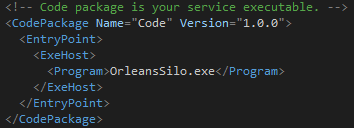 <!-- Code package is your service executable. -->
<CodePackage Name="Code" Version="1.0.0">
  <EntryPoint>
    <ExeHost>
      <Program>OrleansSilo.exe</Program>
    </ExeHost>
  </EntryPoint>
</CodePackage>